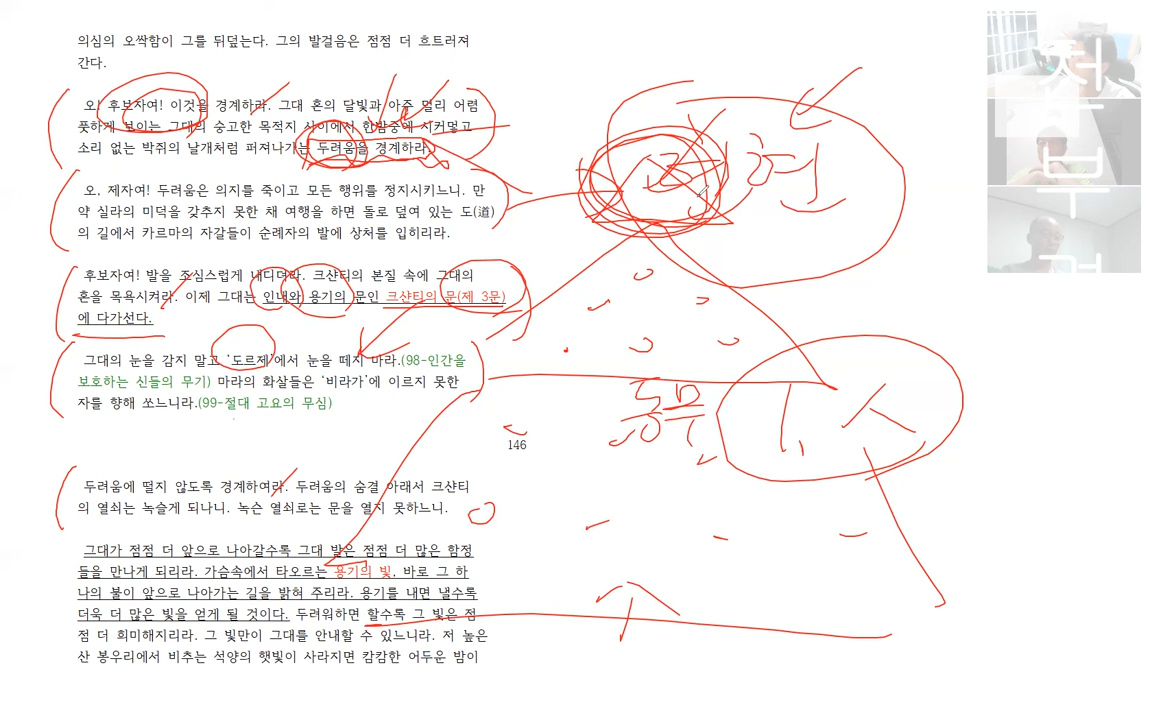 의심의 오싹함이 그를 뒤덮는다. 그의 발걸음은 점점 더 흐트러져
간다.
오! 후보자여! 이것을 경계하라. 그대 혼의 달빛과 아주 멀리 어렴
풋하게 보이는 그대의 숭고한 목적지 사이에서 한밤중에 시커멓고
소리 없는 박쥐의 날개처럼 퍼져나가는 두려움을 경계하라.
오, 제자여! 두려움은 의지를 죽이고 모든 행위를 정지시키느니. 만
약 실라의 미덕을 갖추지 못한 채 여행을 하면 돌로 덮여 있는 도(道)
의 길에서 카르마의 자갈들이 순례자의 발에 상처를 입히리라.
후보자여! 발을 조심스럽게 내디뎌라. 크샨티의 본질 속에 그대의
혼을 목욕시켜라. 이제 그대는 인내와 용기의 문인 크샨티의 문(제 3문)
에 다가선다.
그대의 눈을 감지 말고 '도르제'에서 눈을 떼지 마라.(98-인간을
보호하는 신들의 무기) 마라의 화살들은 '비라가'에 이르지 못한
자를 향해 쏘느니라.(99-절대 고요의 무심)
146
두려움에 떨지 않도록 경계하여라. 두려움의 숨결 아래서 크샨티
의 열쇠는 녹슬게 되나니. 녹슨 열쇠로는 문을 열지 못하느니.
그대가 점점 더 앞으로 나아갈수록 그대 발은 점점 더 많은 함정
들을 만나게 되리라. 가슴속에서 타오르는 용기의 빛, 바로 그 하
나의 불이 앞으로 나아가는 길을 밝혀 주리라. 용기를 내면 낼수록
더욱 더 많은 빛을 얻게 될 것이다. 두려워하면 할수록 그 빛은 점
점 더 희미해지리라. 그 빛만이 그대를 안내할 수 있느니라. 저 높은
산 봉우리에서 비추는 석양의 햇빛이 사라지면 캄캄한 어두운 밤이